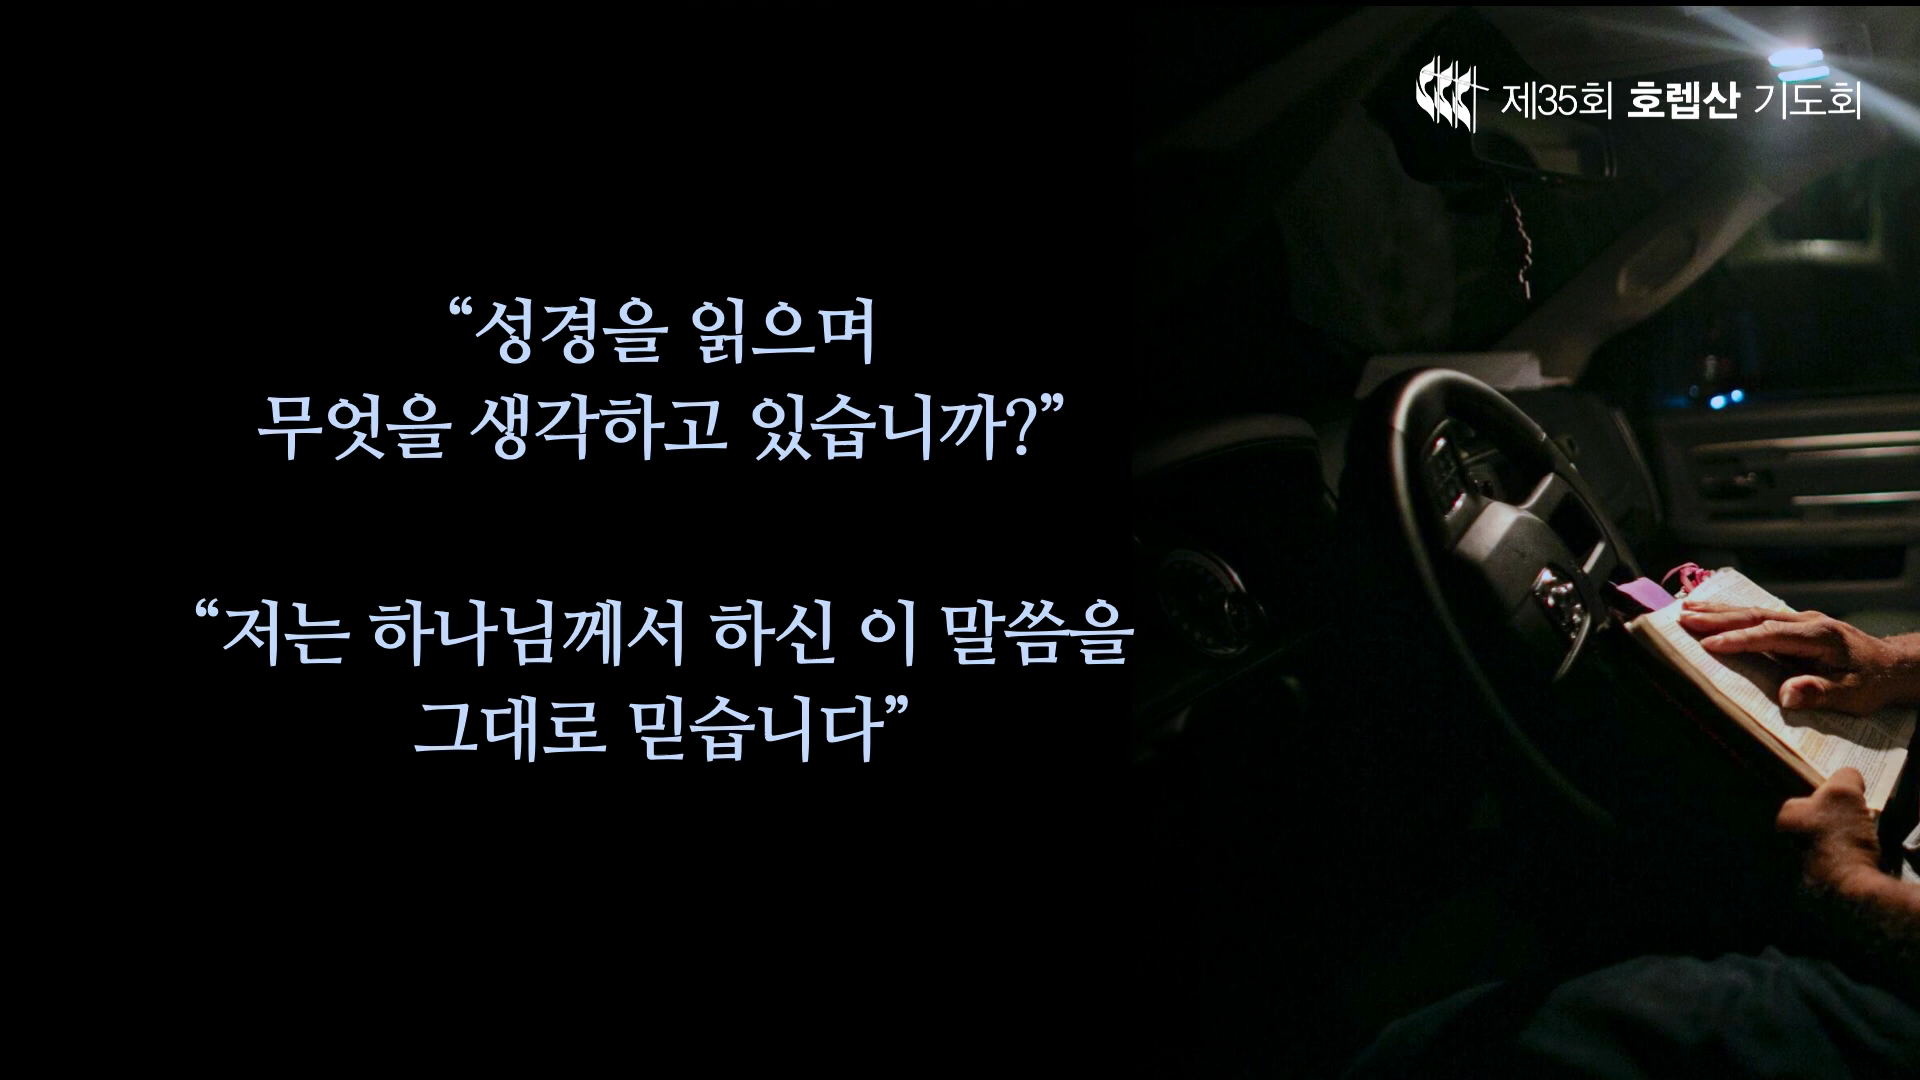 제35회 호렙산 기도회
“성경을 읽으며
무엇을 생각하고 있습니까?”
“저는 하나님께서 하신 이 말씀을
그대로 믿습니다”